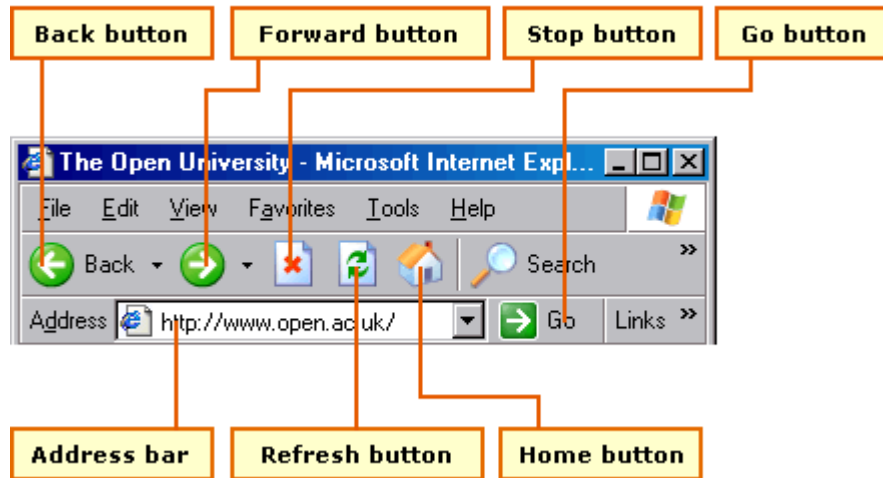 Back button
Forward button
Stop button
Go button
The Open University - Microsoft Internet Expl...
File Edit View Favorites Tools Help
Back Search »
Address http://www.open.ac.uk/ Go Links »
Address bar
Refresh button
Home button